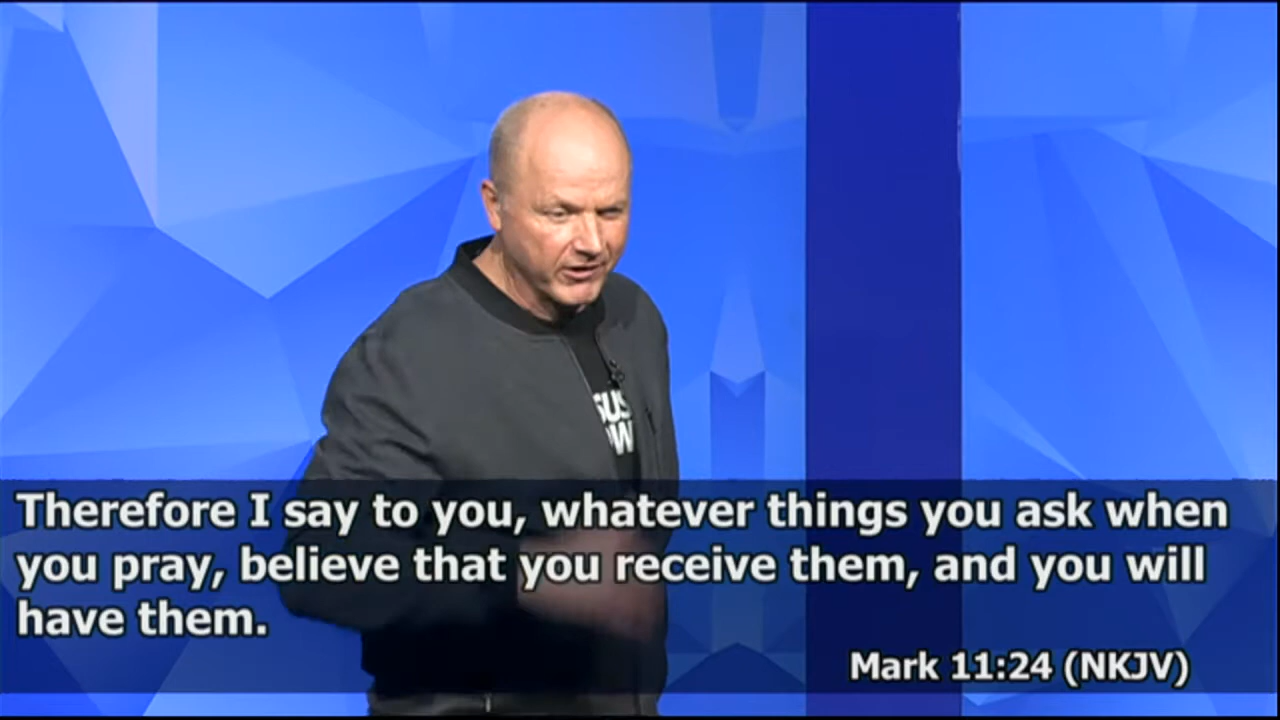 Therefore I say to you, whatever things you ask when
you pray, believe that you receive them, and you will
have them.
Mark 11:24 (NKJV)